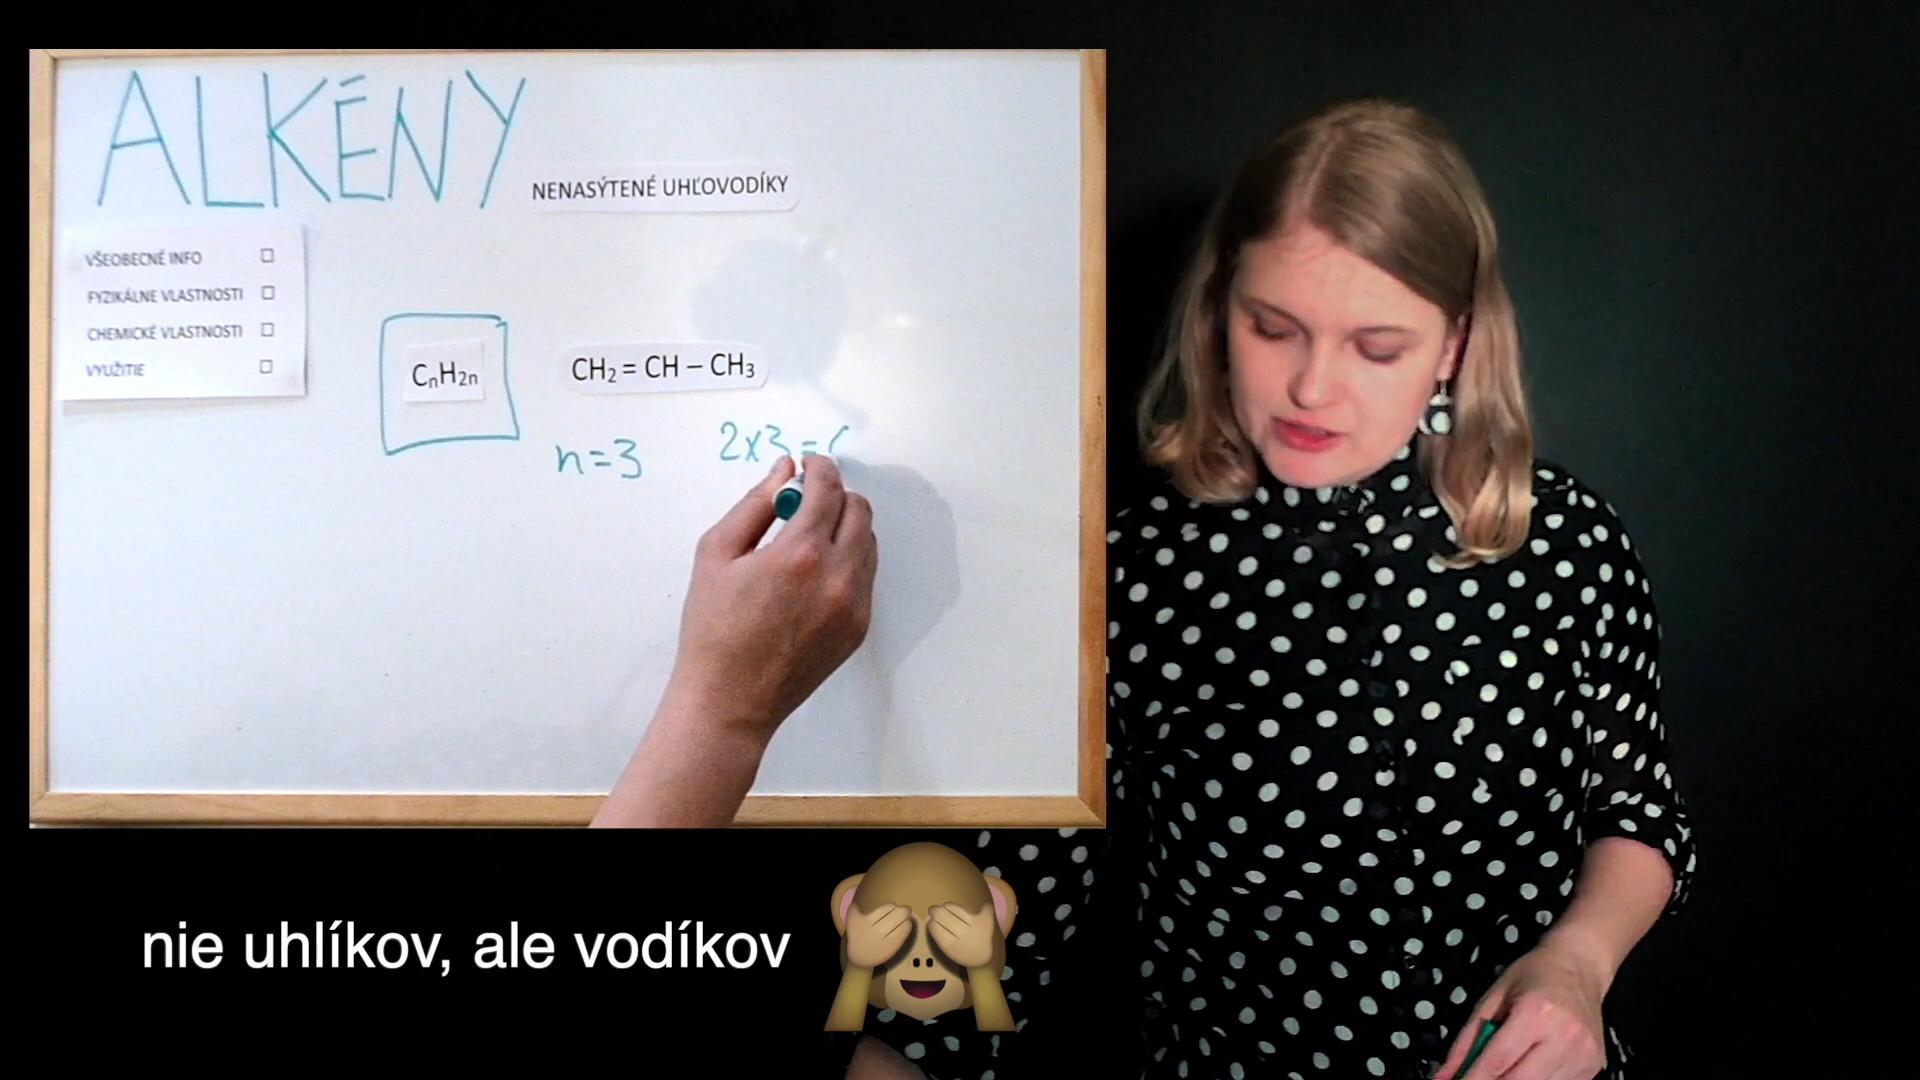 ALKÉNY
NENASÝTENÉ UHĽOVODÍKY
VŠEOBECNÉ INFO ☐
FYZIKÁLNE VLASTNOSTI ☐
CHEMICKÉ VLASTNOSTI ☐
VYUŽITIE ☐
CₙH₂ₙ
CH₂ = CH – CH₃
n=3
2x3=
nie uhlíkov, ale vodíkov 🙈